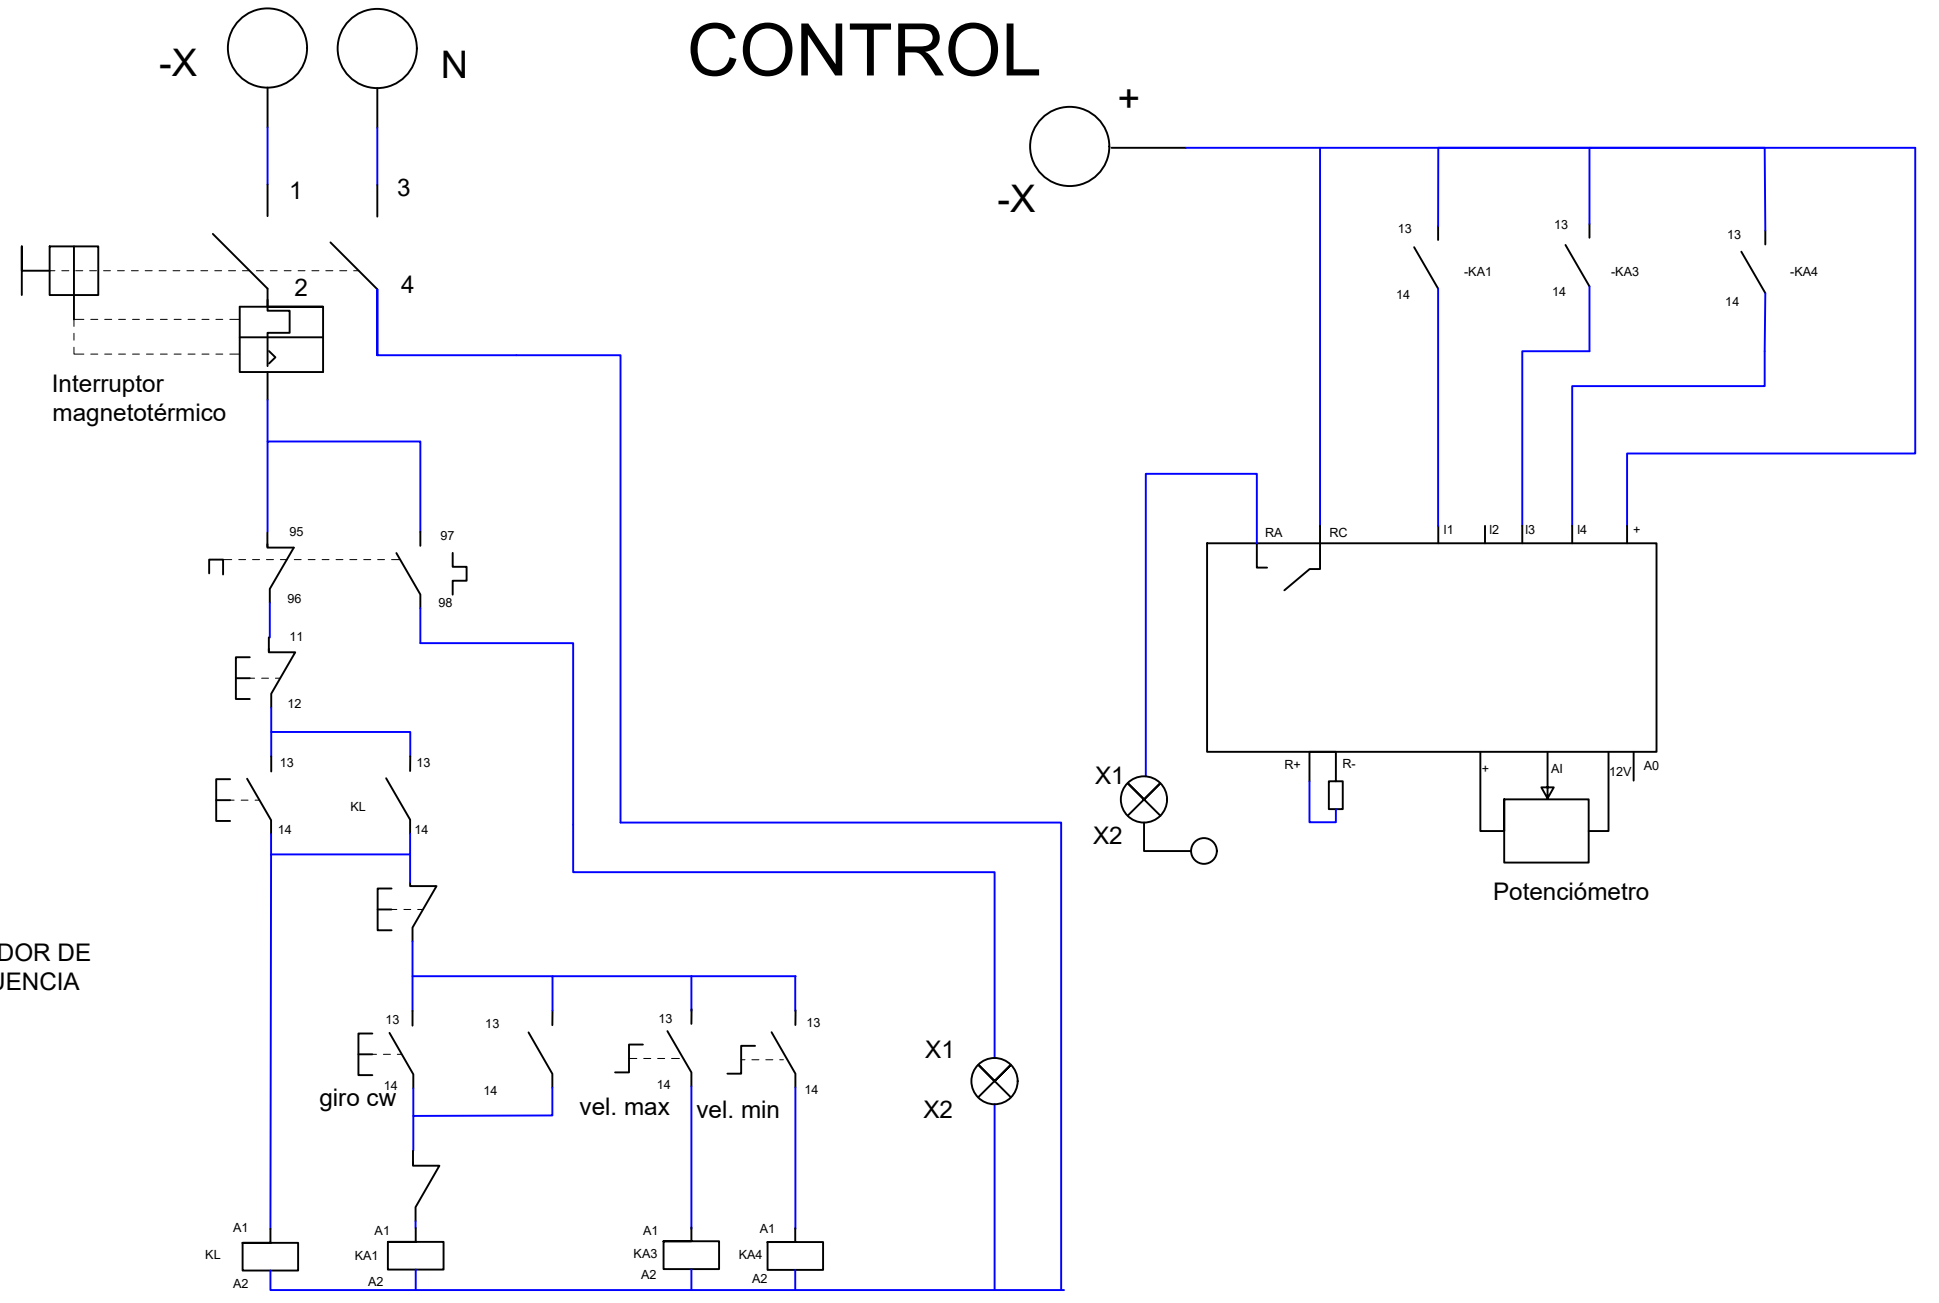 CONTROL
-X
N
+
-X
1
3
2
4
Interruptor
magnetotérmico
13
14
-KA1
13
14
-KA3
13
14
-KA4
95
96
97
98
11
12
13
14
KL
13
14
RA
RC
I1
I2
I3
I4
+
R+
R-
+
AI
12V
A0
X1
X2
Potenciómetro
DOR DE
UENCIA
13
14
giro cw
13
14
13
14
vel. max
13
14
vel. min
X1
X2
A1
KL
A2
A1
KA1
A2
A1
KA3
A2
A1
KA4
A2